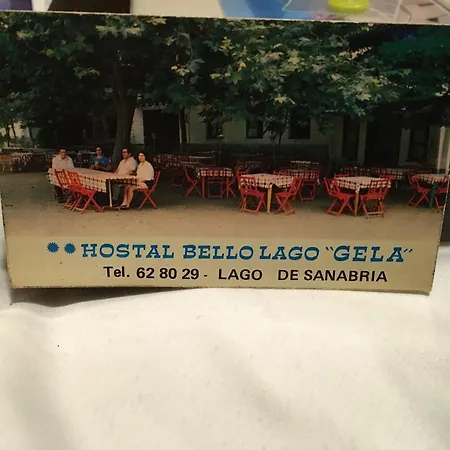 HOSTAL BELLO LAGO "GELA"
Tel. 62 80 29 - LAGO DE SANABRIA